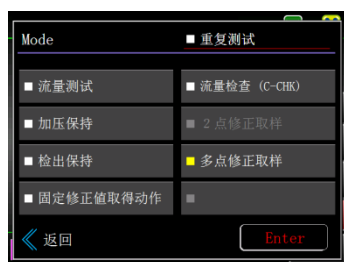 Mode ■ 重复测试
■ 流量测试 ■ 流量检查 (C-CHK)
■ 加压保持 ■ 2点修正取样
■ 检出保持 ■ 多点修正取样
■ 固定修正値取得动作 ■
《 返回 Enter